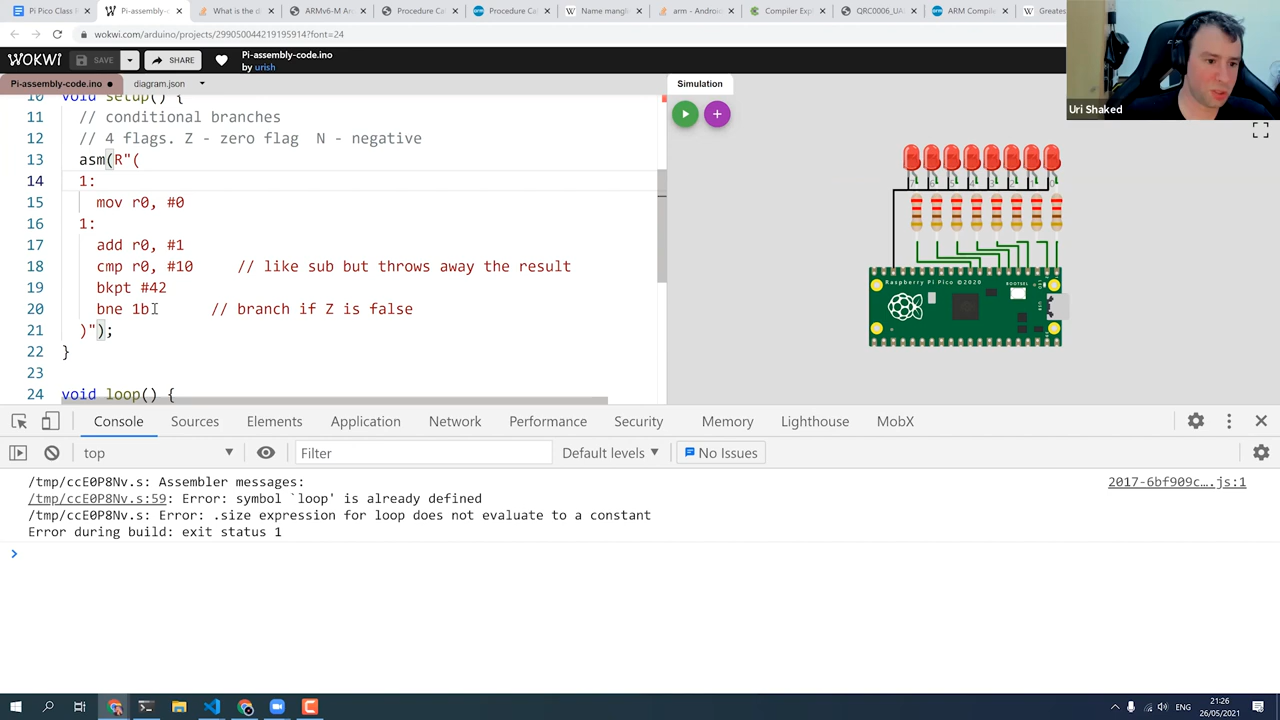 Pi Pico Class
Pi-assembly-code.ino
What is the d
ARMv6-M Ar
Procedure Ca
Procedure Ca
Name mangli
arm - Android
Compiler Exp
QRC0006_UA
ARM Compile
Greates
wokwi.com/arduino/projects/299050044219195914?font=24
WOKWI
SAVE
SHARE
Pi-assembly-code.ino
by urish
Pi-assembly-code.ino
diagram.json
Simulation
Uri Shaked
10 void setup() {
11 // conditional branches
12 // 4 flags. Z - zero flag N - negative
13 asm(R"(
14 1:
15 mov r0, #0
16 1:
17 add r0, #1
18 cmp r0, #10 // like sub but throws away the result
19 bkpt #42
20 bne 1b // branch if Z is false
21 )");
22 }
23
24 void loop() {
Raspberry Pi Pico ©2020
BOOTSEL
LED
USB
Console
Sources
Elements
Application
Network
Performance
Security
Memory
Lighthouse
MobX
top
Filter
Default levels
No Issues
/tmp/ccE0P8Nv.s: Assembler messages:
2017-6bf909c….js:1
/tmp/ccE0P8Nv.s:59: Error: symbol `loop' is already defined
/tmp/ccE0P8Nv.s: Error: .size expression for loop does not evaluate to a constant
Error during build: exit status 1
ENG
21:26
26/05/2021